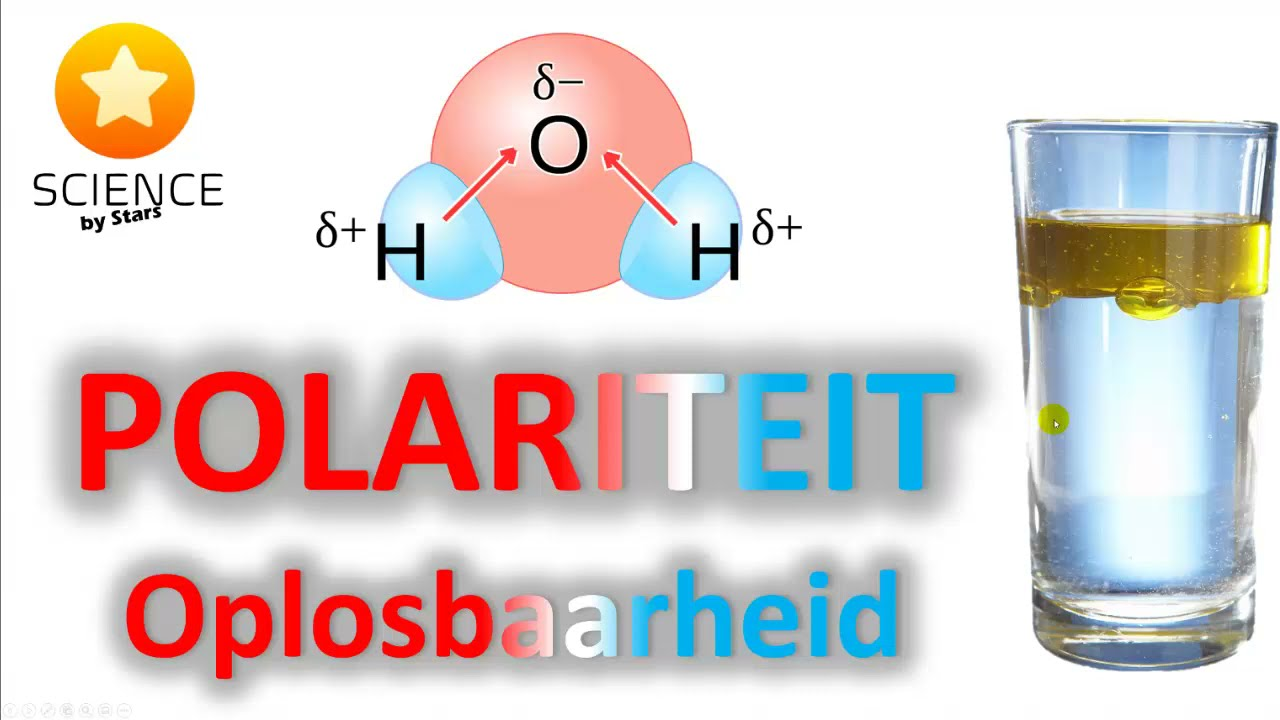 SCIENCE
by Stars
δ−
O
δ+ H H δ+
POLARITEIT
Oplosbaarheid